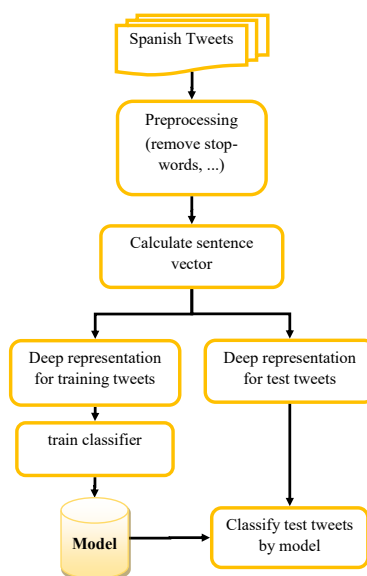 Spanish Tweets
Preprocessing
(remove stop-
words, ...)
Calculate sentence
vector
Deep representation
for training tweets
Deep representation
for test tweets
train classifier
Model
Classify test tweets
by model